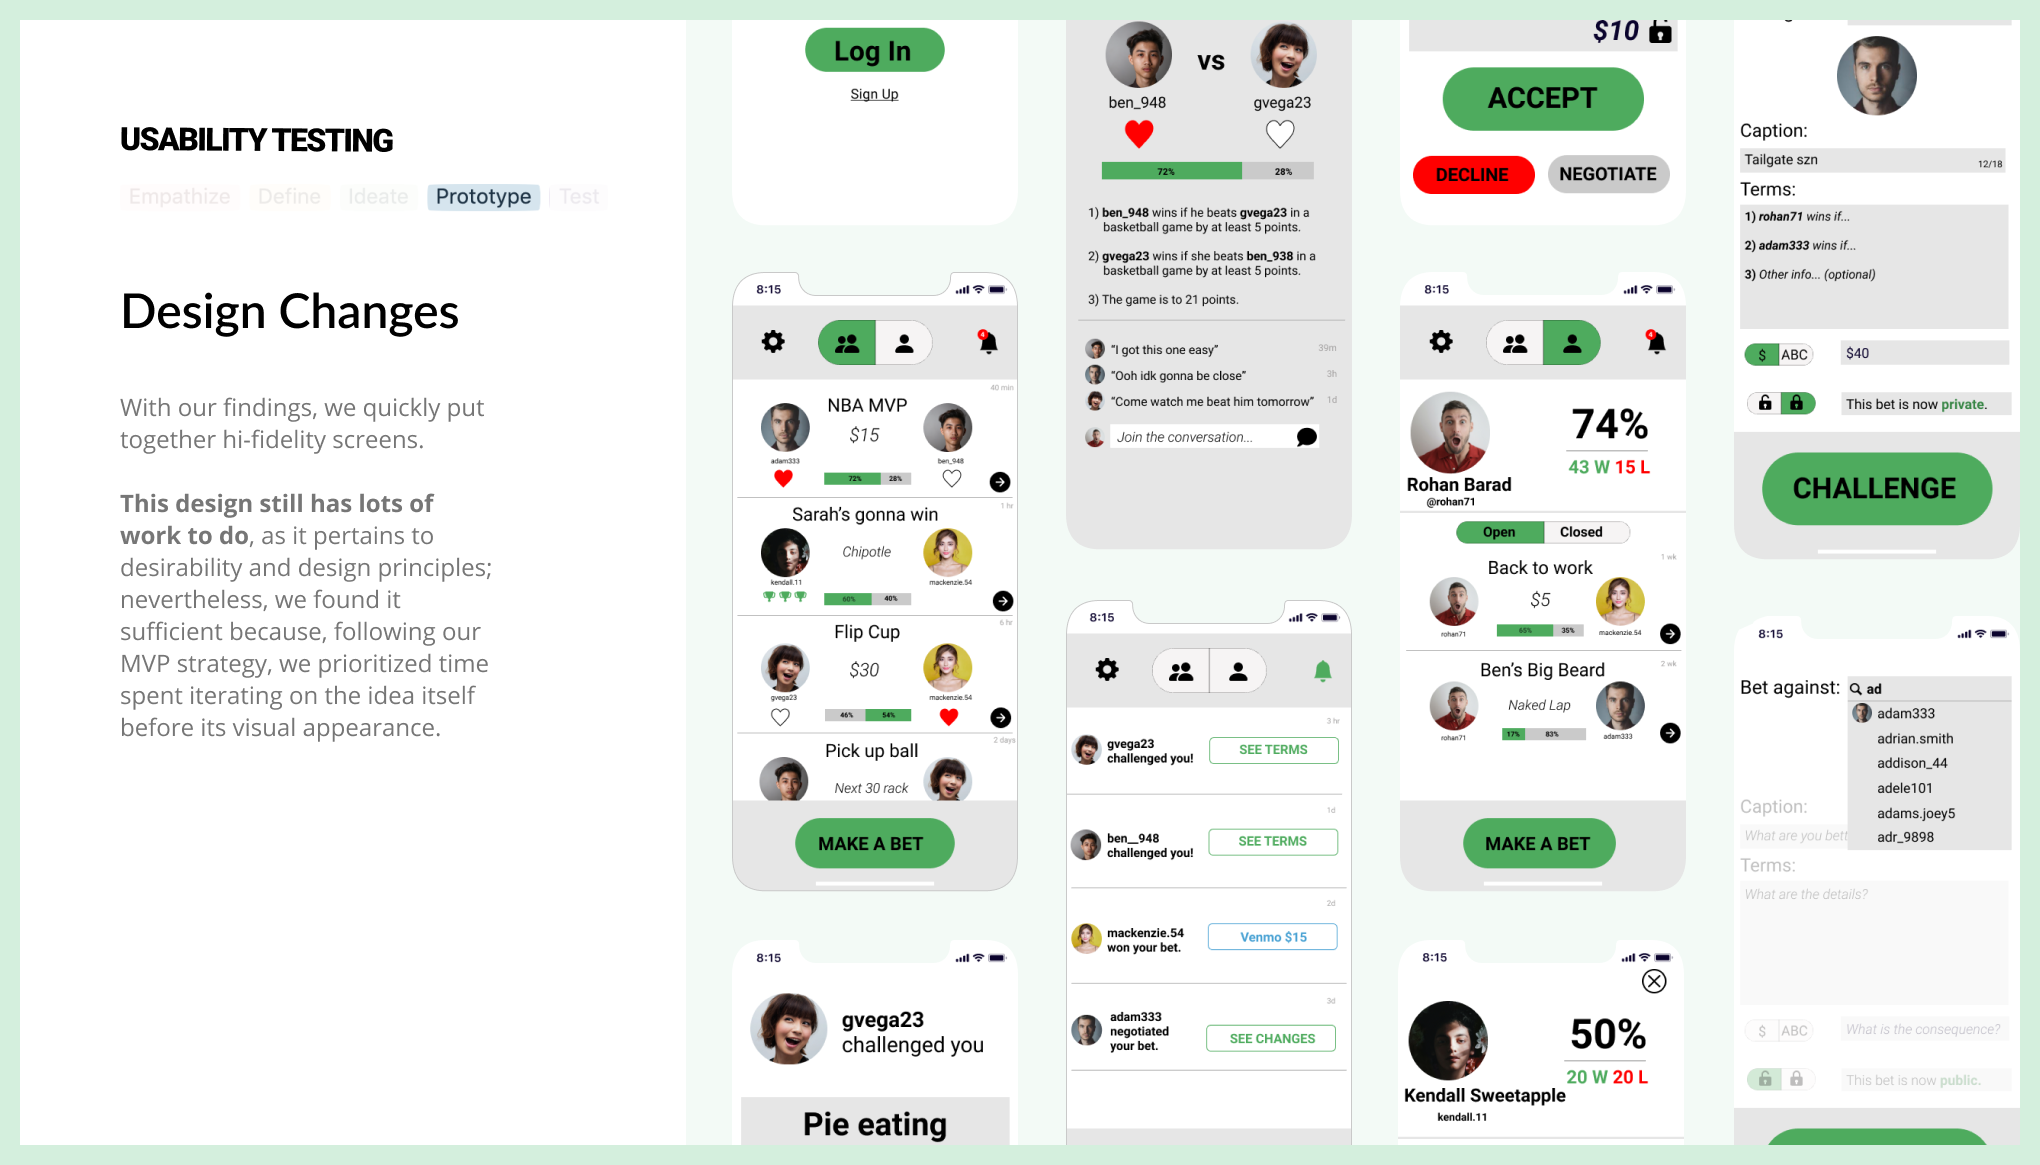 USABILITY TESTING
Empathize Define Ideate Prototype Test
Design Changes
With our findings, we quickly put
together hi-fidelity screens.
This design still has lots of
work to do, as it pertains to
desirability and design principles;
nevertheless, we found it
sufficient because, following our
MVP strategy, we prioritized time
spent iterating on the idea itself
before its visual appearance.
Log In
Sign Up
8:15
4
40 min
NBA MVP
$15
adam333
ben_948
72% 28%
1 hr
Sarah's gonna win
Chipotle
kendall.11
mackenzie.54
60% 40%
6 hr
Flip Cup
$30
gvega23
mackenzie.54
46% 54%
2 days
Pick up ball
Next 30 rack
MAKE A BET
8:15
gvega23
challenged you
Pie eating
vs
ben_948
gvega23
72% 28%
1) ben_948 wins if he beats gvega23 in a
basketball game by at least 5 points.
2) gvega23 wins if she beats ben_938 in a
basketball game by at least 5 points.
3) The game is to 21 points.
"I got this one easy" 39m
"Ooh idk gonna be close" 3h
"Come watch me beat him tomorrow" 1d
Join the conversation...
8:15
3 hr
gvega23
challenged you!
SEE TERMS
1d
ben__948
challenged you!
SEE TERMS
2d
mackenzie.54
won your bet.
Venmo $15
3d
adam333
negotiated
your bet.
SEE CHANGES
$10
ACCEPT
DECLINE NEGOTIATE
8:15
4
74%
43 W 15 L
Rohan Barad
@rohan71
Open Closed
1 wk
Back to work
$5
rohan71
mackenzie.54
65% 35%
2 wk
Ben's Big Beard
Naked Lap
rohan71
adam333
17% 83%
MAKE A BET
8:15
50%
20 W 20 L
Kendall Sweetapple
kendall.11
Caption:
Tailgate szn 12/18
Terms:
1) rohan71 wins if...
2) adam333 wins if...
3) Other info... (optional)
$ ABC $40
This bet is now private.
CHALLENGE
8:15
Bet against: ad
adam333
adrian.smith
addison_44
adele101
adams.joey5
adr_9898
Caption:
What are you bett
Terms:
What are the details?
$ ABC What is the consequence?
This bet is now public.